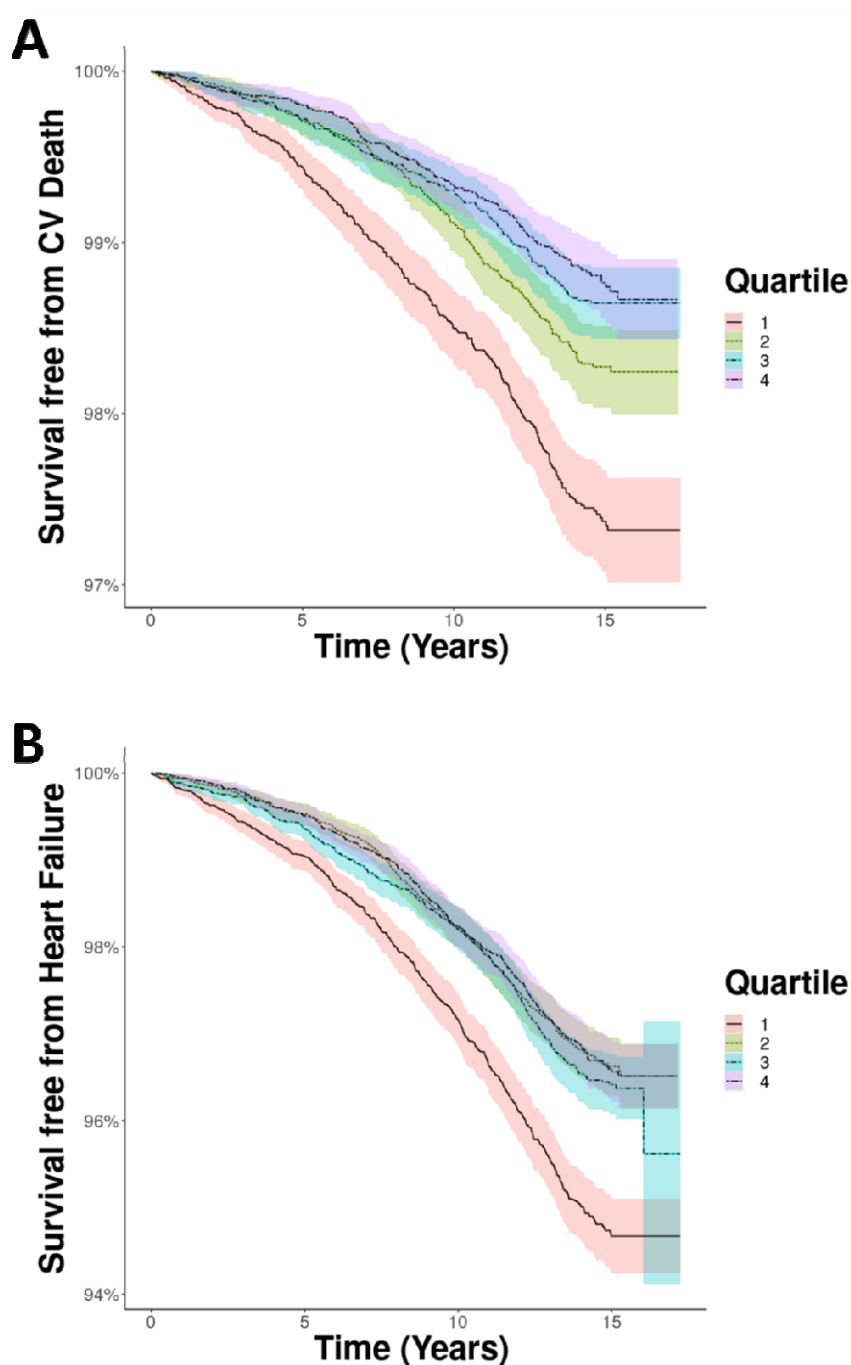 A
Survival free from CV Death
100%
99%
98%
97%
0 5 10 15
Time (Years)
Quartile
1
2
3
4
B
Survival free from Heart Failure
100%
98%
96%
94%
0 5 10 15
Time (Years)
Quartile
1
2
3
4